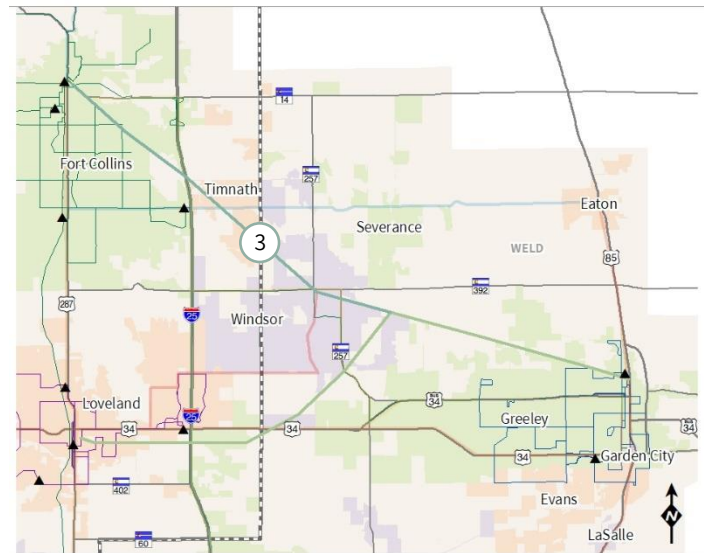 14
Fort Collins
257
Timnath
Eaton
Severance
3
WELD
85
392
287
25
Windsor
257
Loveland
25
34
34
34
34
Greeley
34
34
Garden City
402
Evans
N
60
LaSalle